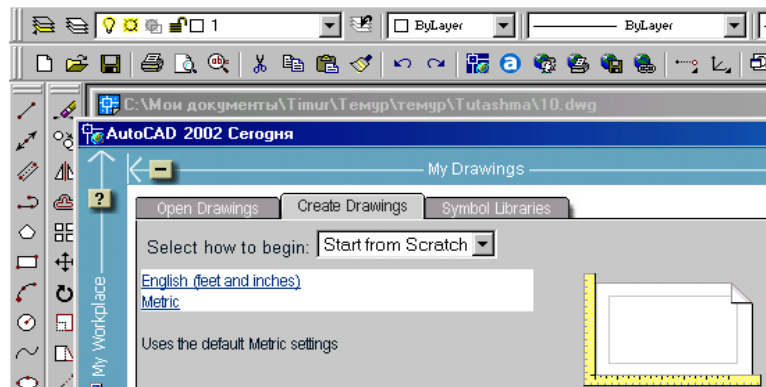 1 ByLayer ByLayer
C:\Мои документы\Timur\Темур\темур\Tutashma\10.dwg
AutoCAD 2002 Сегодня
My Drawings
?
Open Drawings Create Drawings Symbol Libraries
Select how to begin: Start from Scratch
English (feet and inches)
Metric
Uses the default Metric settings
My Workplace